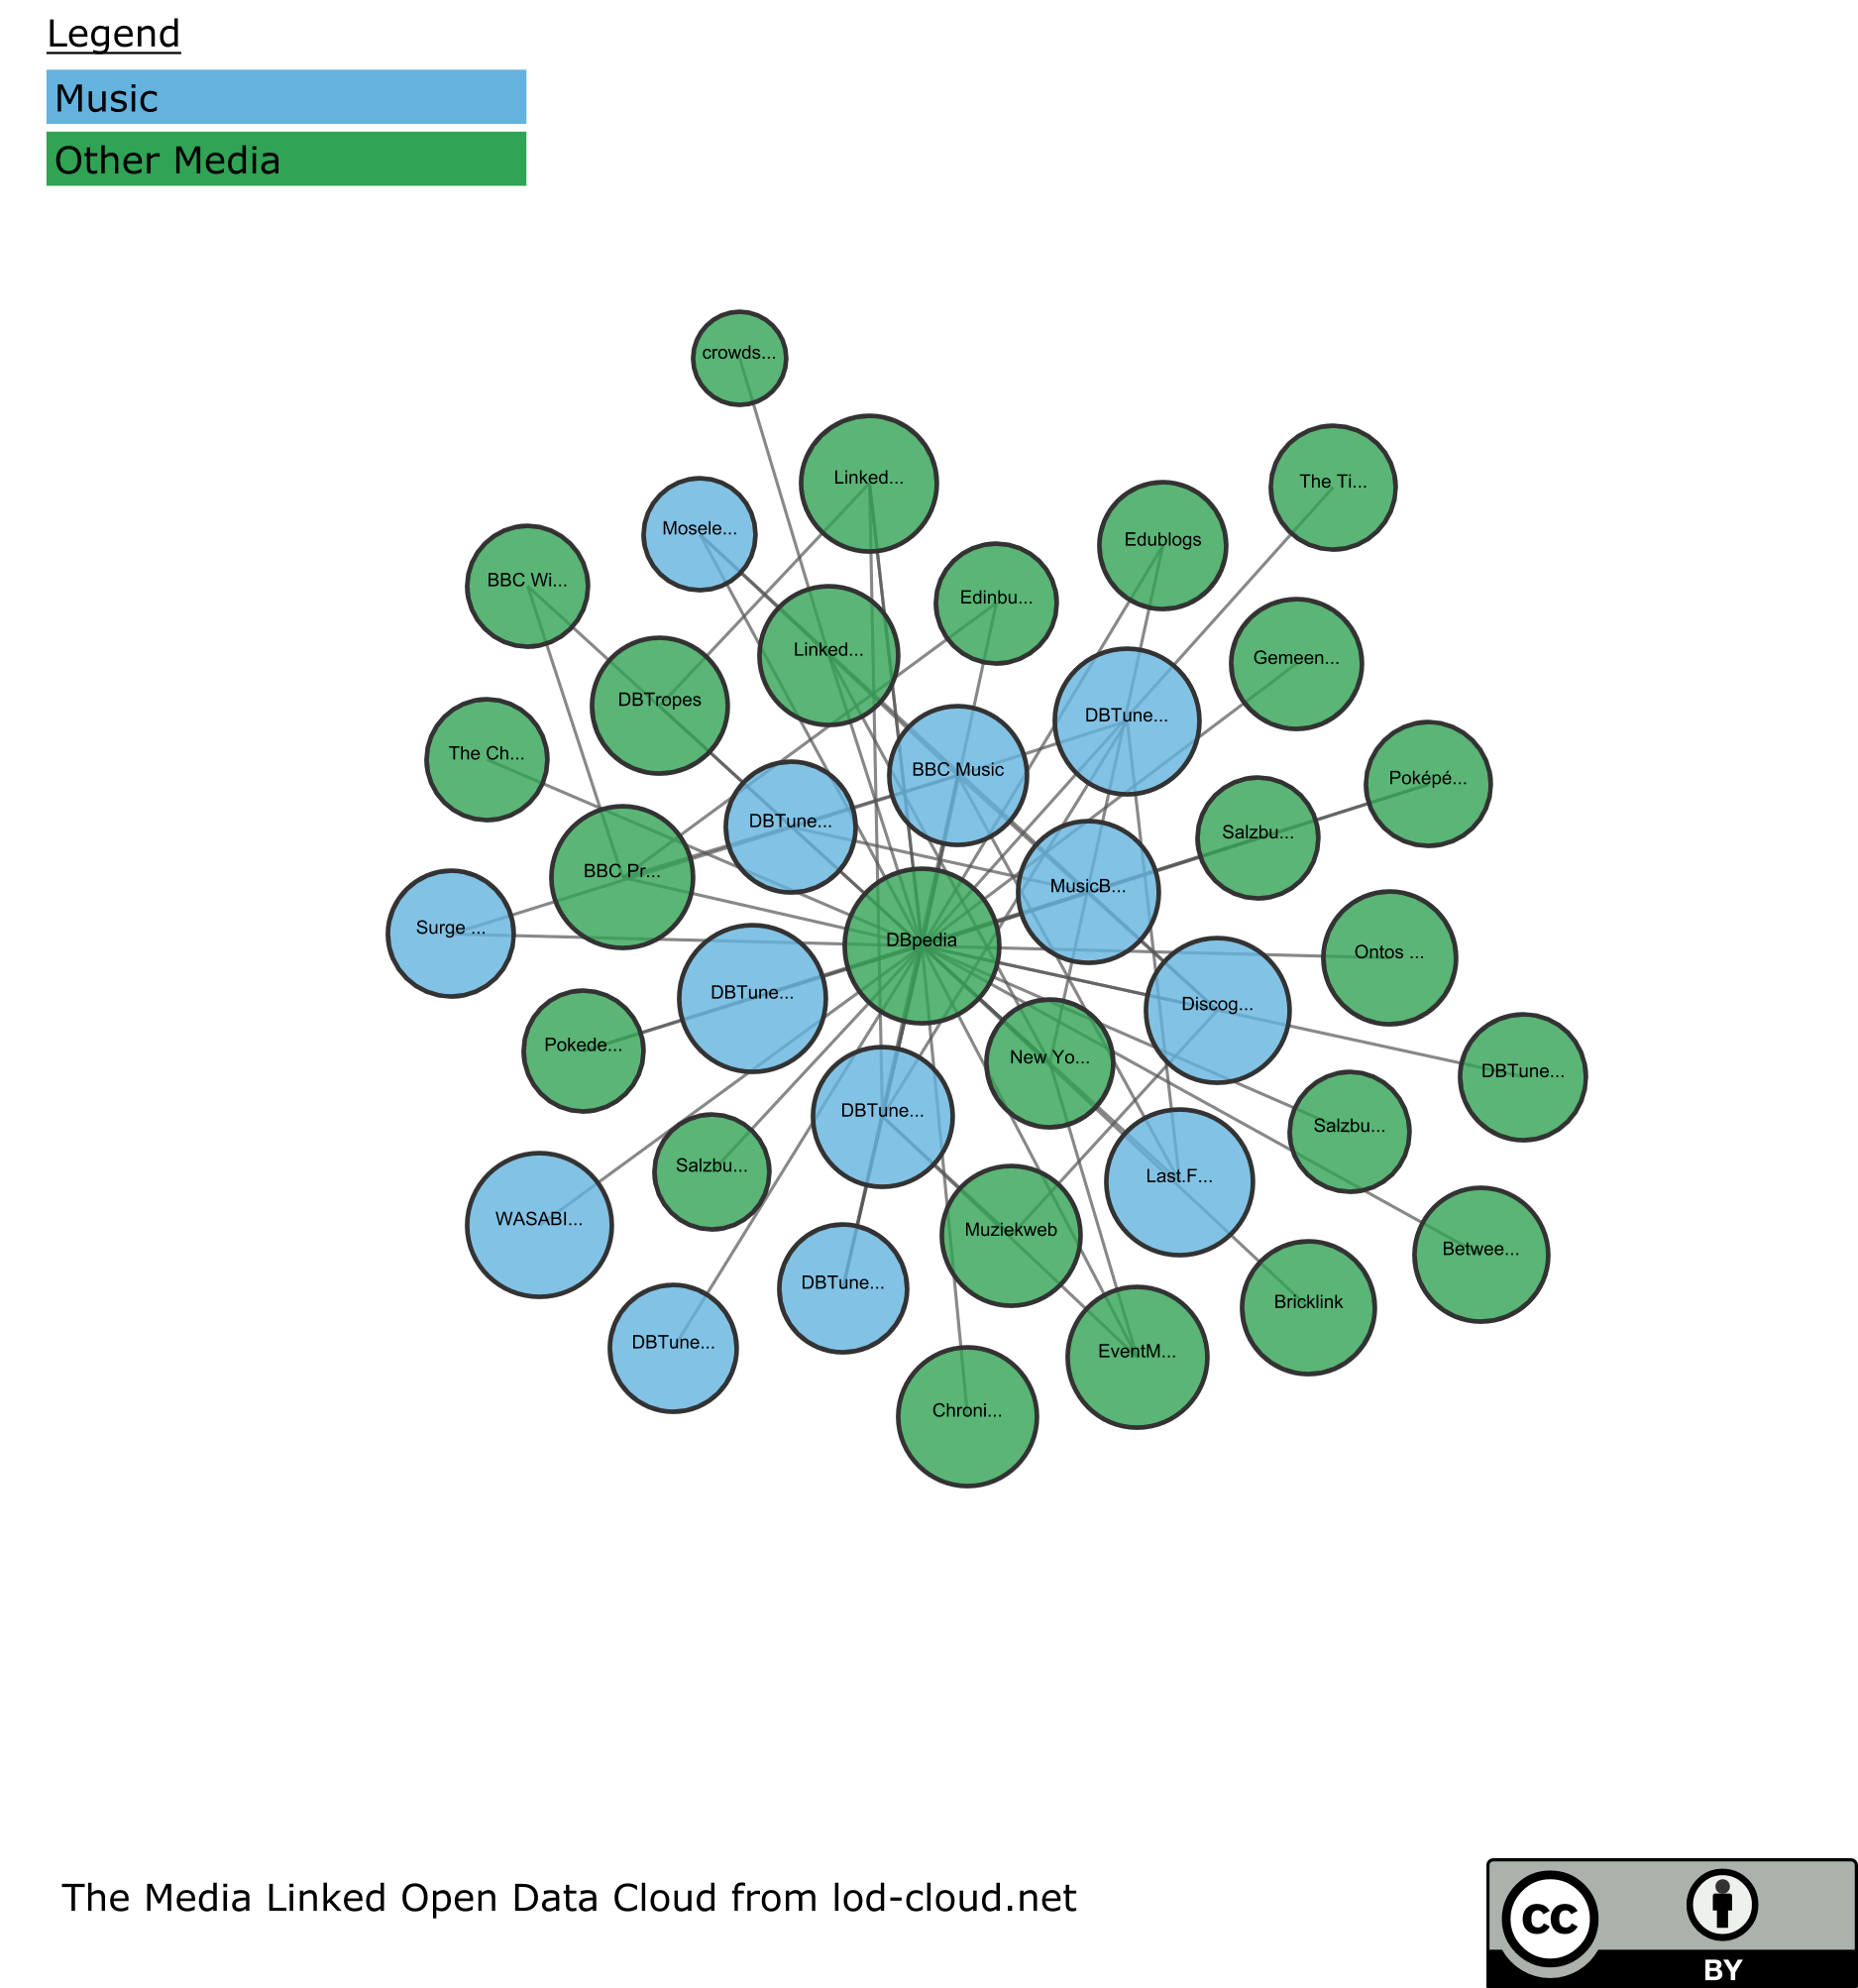 Legend
Music
Other Media
crowds...
Linked...
The Ti...
Mosele...
Edublogs
BBC Wi...
Edinbu...
Linked...
Gemeen...
DBTropes
DBTune...
The Ch...
BBC Music
Poképé...
DBTune...
Salzbu...
BBC Pr...
MusicB...
Surge ...
DBpedia
Ontos ...
DBTune...
Discog...
Pokede...
New Yo...
DBTune...
DBTune...
Salzbu...
Salzbu...
Last.F...
WASABI...
Muziekweb
Betwee...
DBTune...
Bricklink
DBTune...
EventM...
Chroni...
The Media Linked Open Data Cloud from lod-cloud.net
cc
BY